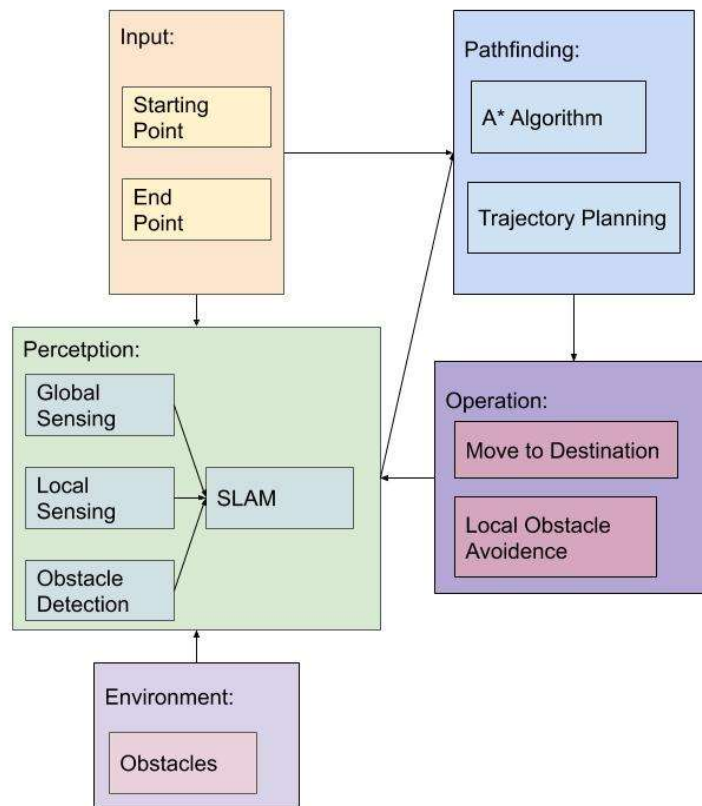 Input:
Starting
Point
End
Point
Pathfinding:
A* Algorithm
Trajectory Planning
Percetption:
Global
Sensing
Local
Sensing
Obstacle
Detection
SLAM
Operation:
Move to Destination
Local Obstacle
Avoidence
Environment:
Obstacles